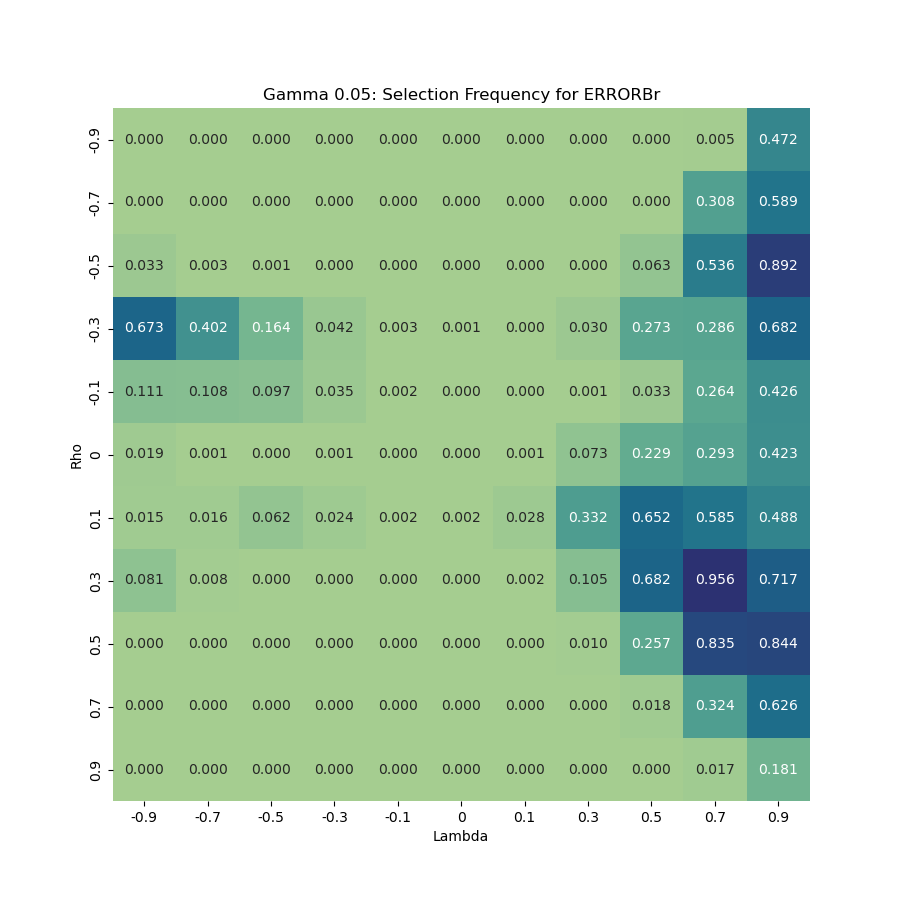 Gamma 0.05: Selection Frequency for ERRORBr
-0.9 0.000 0.000 0.000 0.000 0.000 0.000 0.000 0.000 0.000 0.005 0.472
-0.7 0.000 0.000 0.000 0.000 0.000 0.000 0.000 0.000 0.000 0.308 0.589
-0.5 0.033 0.003 0.001 0.000 0.000 0.000 0.000 0.000 0.063 0.536 0.892
-0.3 0.673 0.402 0.164 0.042 0.003 0.001 0.000 0.030 0.273 0.286 0.682
-0.1 0.111 0.108 0.097 0.035 0.002 0.000 0.000 0.001 0.033 0.264 0.426
Rho
0 0.019 0.001 0.000 0.001 0.000 0.000 0.001 0.073 0.229 0.293 0.423
0.1 0.015 0.016 0.062 0.024 0.002 0.002 0.028 0.332 0.652 0.585 0.488
0.3 0.081 0.008 0.000 0.000 0.000 0.000 0.002 0.105 0.682 0.956 0.717
0.5 0.000 0.000 0.000 0.000 0.000 0.000 0.000 0.010 0.257 0.835 0.844
0.7 0.000 0.000 0.000 0.000 0.000 0.000 0.000 0.000 0.018 0.324 0.626
0.9 0.000 0.000 0.000 0.000 0.000 0.000 0.000 0.000 0.000 0.017 0.181
-0.9 -0.7 -0.5 -0.3 -0.1 0 0.1 0.3 0.5 0.7 0.9
Lambda